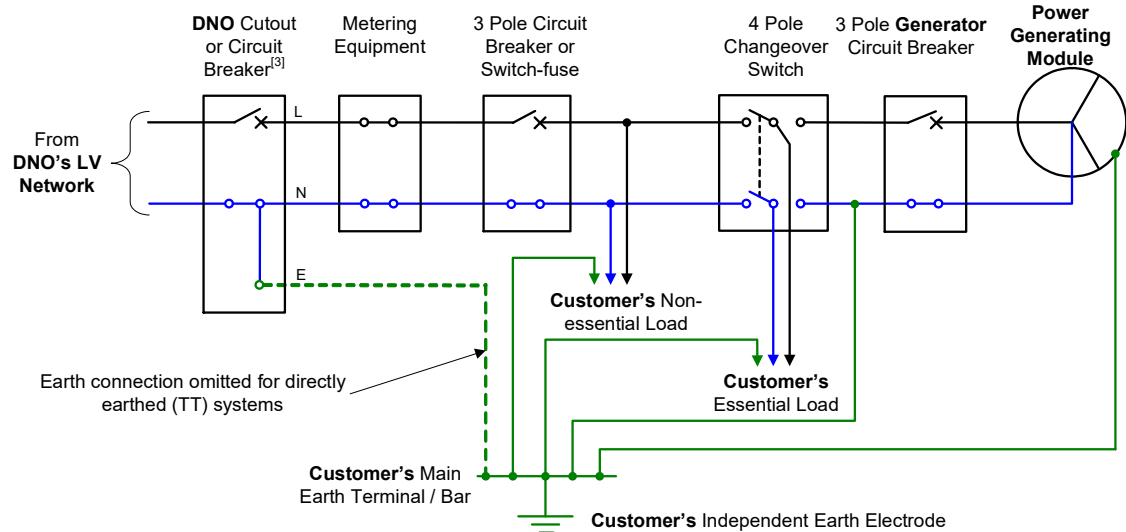 DNO Cutout
or Circuit
Breaker[3]
Metering
Equipment
3 Pole Circuit
Breaker or
Switch-fuse
4 Pole
Changeover
Switch
3 Pole Generator
Circuit Breaker
Power
Generating
Module
L
From
DNO's LV
Network
N
E
Customer's Non-
essential Load
Earth connection omitted for directly
earthed (TT) systems
Customer's
Essential Load
Customer's Main
Earth Terminal / Bar
Customer's Independent Earth Electrode